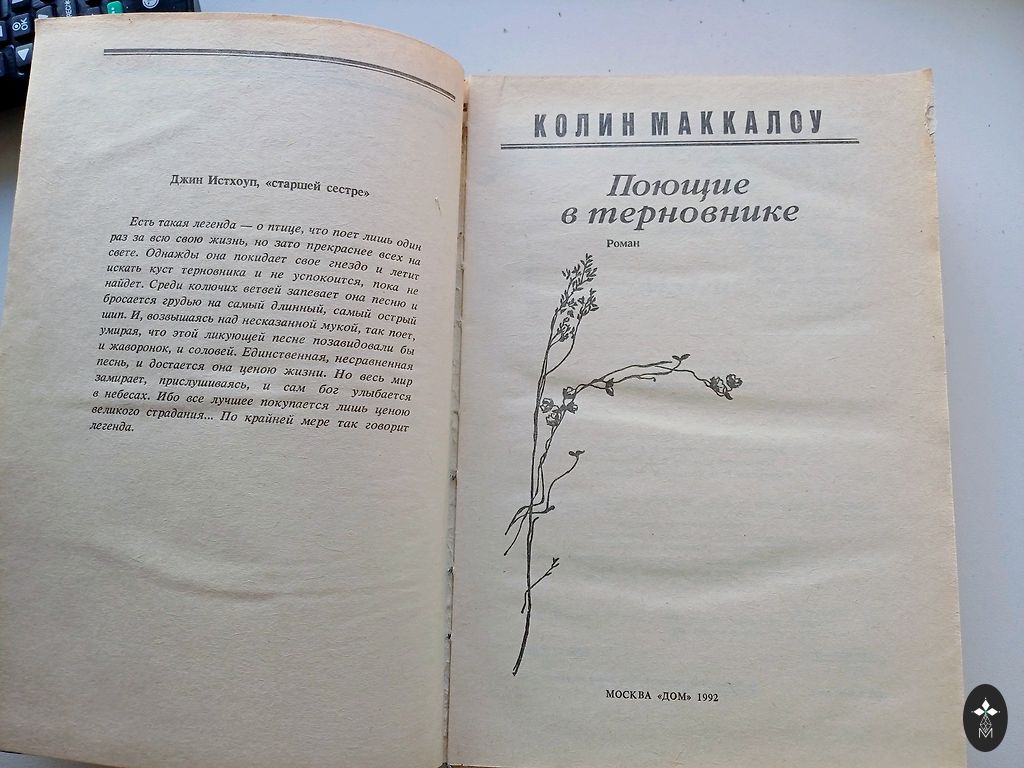 Джин Истхоуп, «старшей сестре»
Есть такая легенда — о птице, что поет лишь один
раз за всю свою жизнь, но зато прекраснее всех на
свете. Однажды она покидает свое гнездо и летит
искать куст терновника и не успокоится, пока не
найдет. Среди колючих ветвей запевает она песню и
бросается грудью на самый длинный, самый острый
шип. И, возвышаясь над несказанной мукой, так поет,
умирая, что этой ликующей песне позавидовали бы
и жаворонок, и соловей. Единственная, несравненная
песнь, и достается она ценою жизни. Но весь мир
замирает, прислушиваясь, и сам бог улыбается
в небесах. Ибо все лучшее покупается лишь ценою
великого страдания... По крайней мере так говорит
легенда.
КОЛИН МАККАЛОУ
Поющие
в терновнике
Роман
МОСКВА «ДОМ» 1992
OK
M